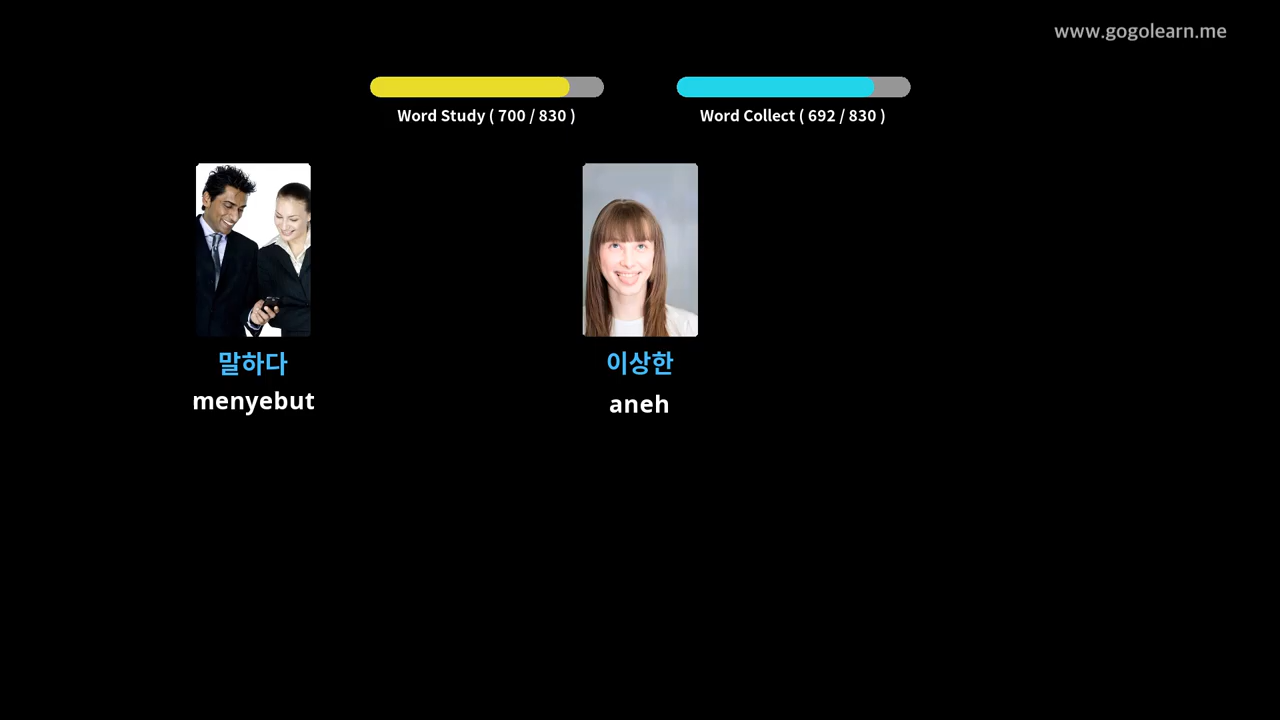 www.gogolearn.me
Word Study ( 700 / 830 )
Word Collect ( 692 / 830 )
말하다
menyebut
이상한
aneh